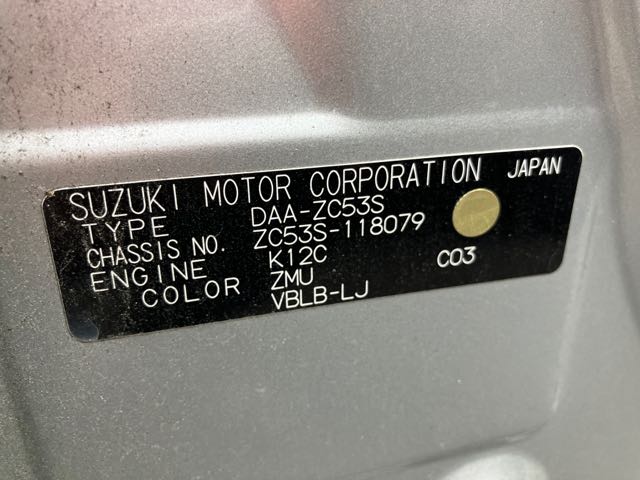 SUZUKI MOTOR CORPORATION JAPAN
TYPE DAA-ZC53S
CHASSIS NO. ZC53S-118079
ENGINE K12C C03
COLOR ZMU
VBLB-LJ